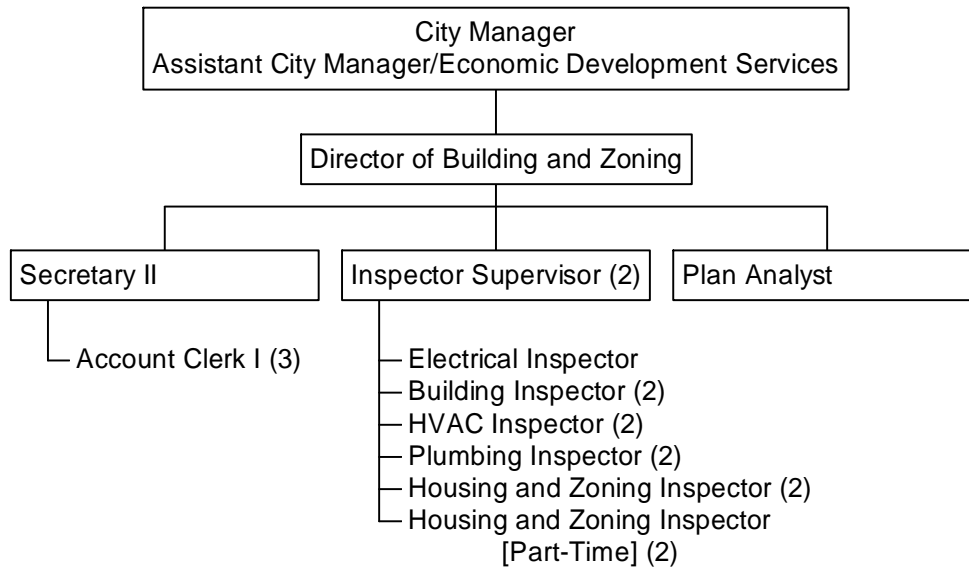 City Manager
Assistant City Manager/Economic Development Services
Director of Building and Zoning
Secretary II
Inspector Supervisor (2)
Plan Analyst
Account Clerk I (3)
Electrical Inspector
Building Inspector (2)
HVAC Inspector (2)
Plumbing Inspector (2)
Housing and Zoning Inspector (2)
Housing and Zoning Inspector
[Part-Time] (2)